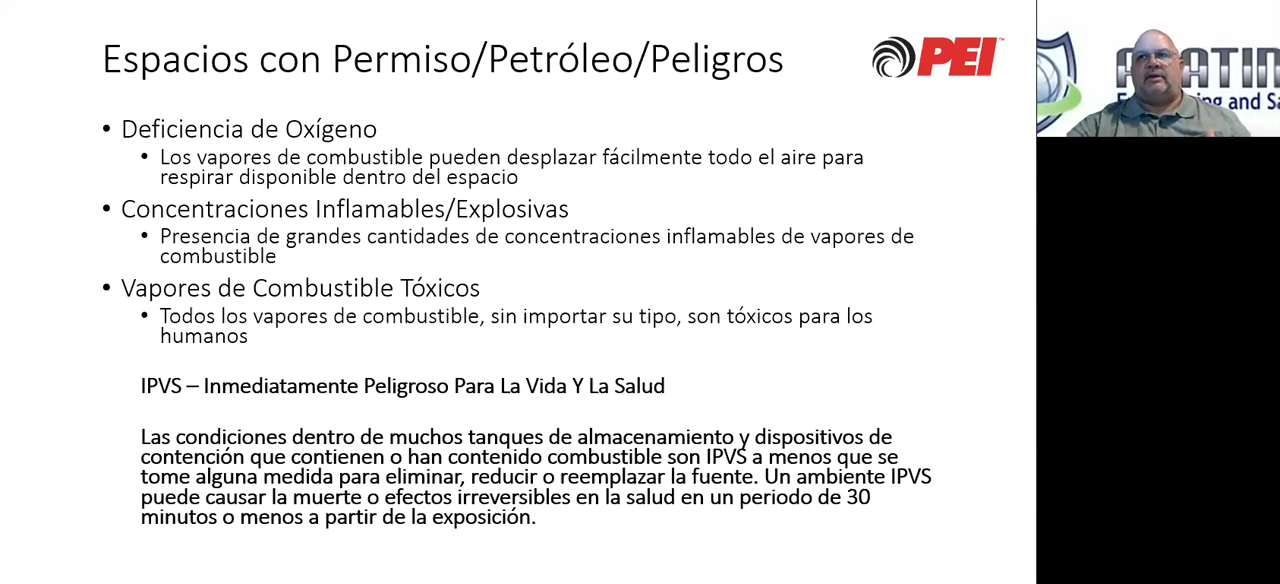 Espacios con Permiso/Petróleo/Peligros
PEI™
• Deficiencia de Oxígeno
• Los vapores de combustible pueden desplazar fácilmente todo el aire para
respirar disponible dentro del espacio
• Concentraciones Inflamables/Explosivas
• Presencia de grandes cantidades de concentraciones inflamables de vapores de
combustible
• Vapores de Combustible Tóxicos
• Todos los vapores de combustible, sin importar su tipo, son tóxicos para los
humanos
IPVS – Inmediatamente Peligroso Para La Vida Y La Salud
Las condiciones dentro de muchos tanques de almacenamiento y dispositivos de
contención que contienen o han contenido combustible son IPVS a menos que se
tome alguna medida para eliminar, reducir o reemplazar la fuente. Un ambiente IPVS
puede causar la muerte o efectos irreversibles en la salud en un periodo de 30
minutos o menos a partir de la exposición.
and Sa